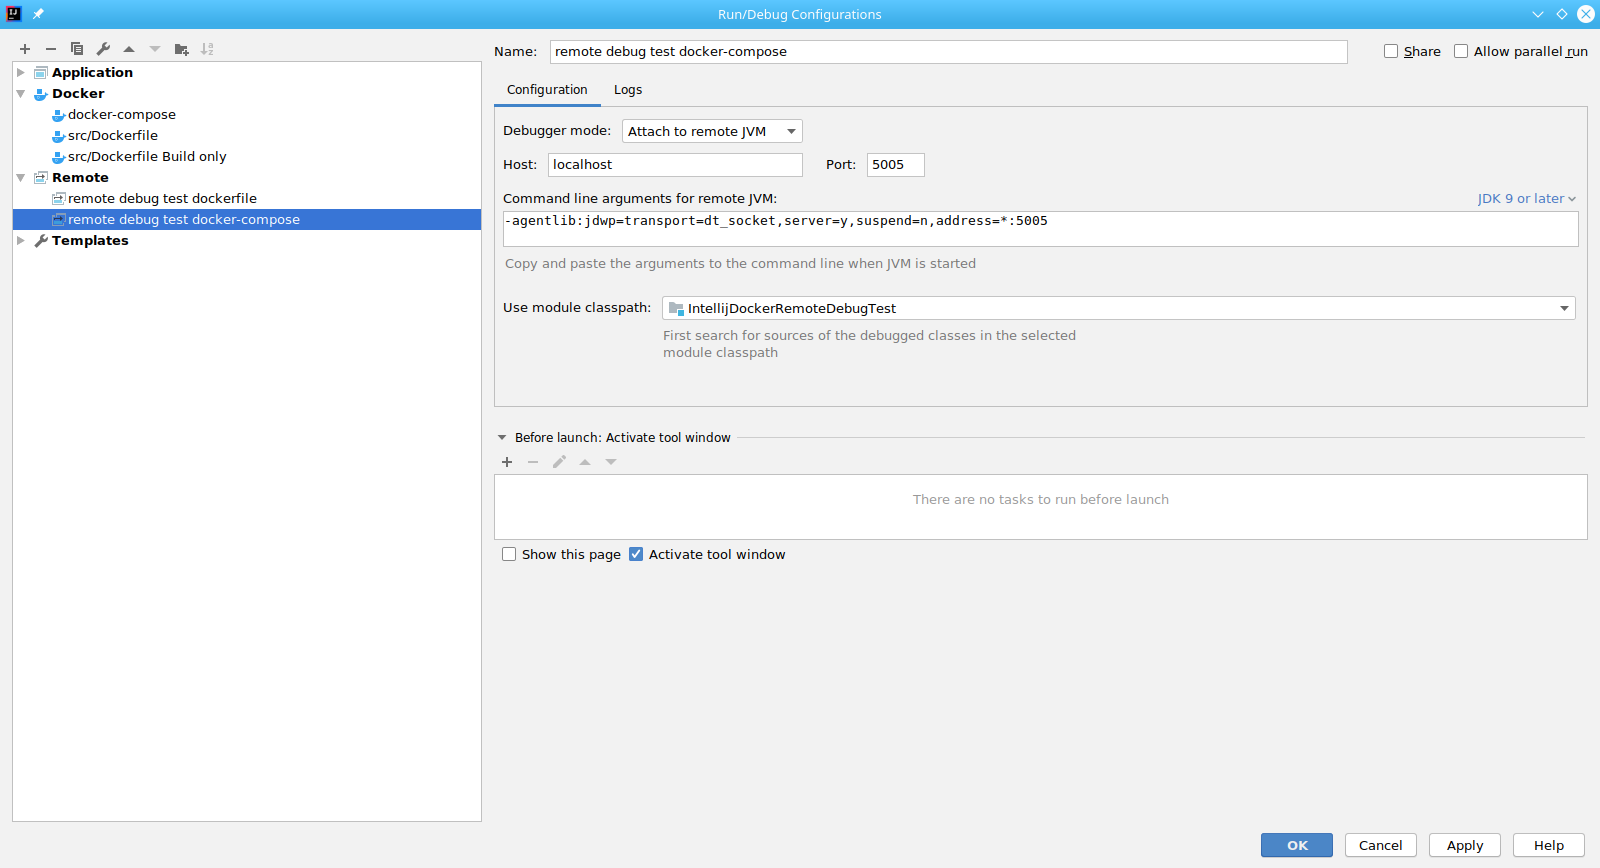 Run/Debug Configurations
Application
Docker
docker-compose
src/Dockerfile
src/Dockerfile Build only
Remote
remote debug test dockerfile
remote debug test docker-compose
Templates
Name: remote debug test docker-compose Share Allow parallel run
Configuration Logs
Debugger mode: Attach to remote JVM
Host: localhost Port: 5005
Command line arguments for remote JVM: JDK 9 or later
-agentlib:jdwp=transport=dt_socket,server=y,suspend=n,address=*:5005
Copy and paste the arguments to the command line when JVM is started
Use module classpath: IntellijDockerRemoteDebugTest
First search for sources of the debugged classes in the selected
module classpath
Before launch: Activate tool window
There are no tasks to run before launch
Show this page Activate tool window
OK Cancel Apply Help